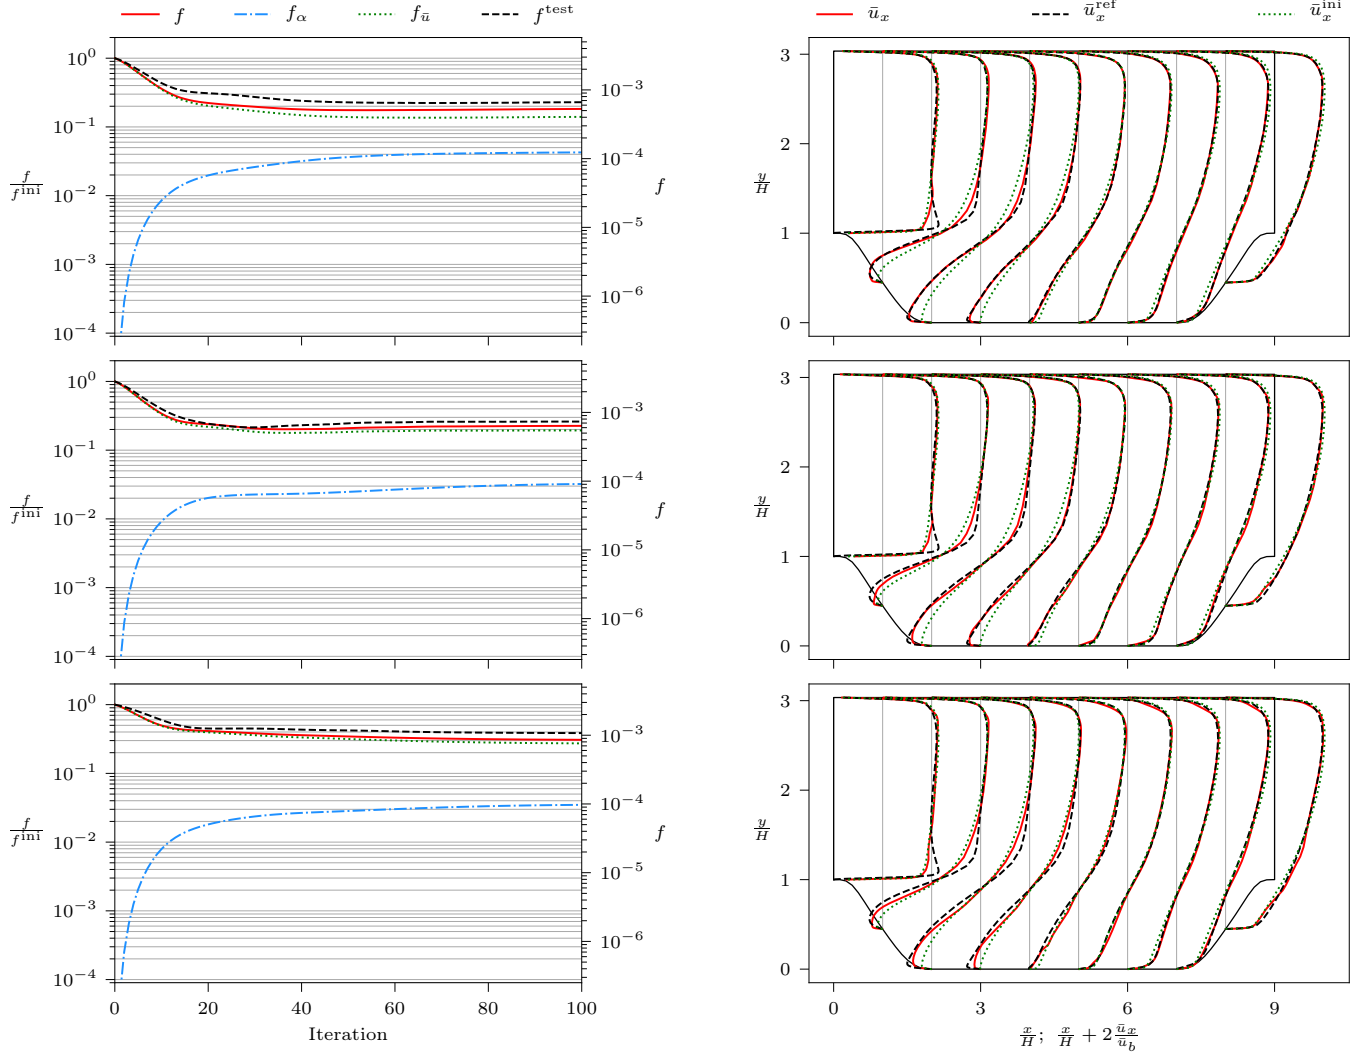 f f_α f_ū f^test
ū_x ū_x^ref ū_x^ini
10^0
10^-1
10^-2
10^-3
10^-4
f/f^ini
10^-3
10^-4
10^-5
10^-6
f
3
2
1
0
y/H
10^0
10^-1
10^-2
10^-3
10^-4
f/f^ini
10^-3
10^-4
10^-5
10^-6
f
3
2
1
0
y/H
10^0
10^-1
10^-2
10^-3
10^-4
f/f^ini
0 20 40 60 80 100
Iteration
10^-3
10^-4
10^-5
10^-6
f
3
2
1
0
y/H
0 3 6 9
x/H; x/H + 2 ū_x/ū_b